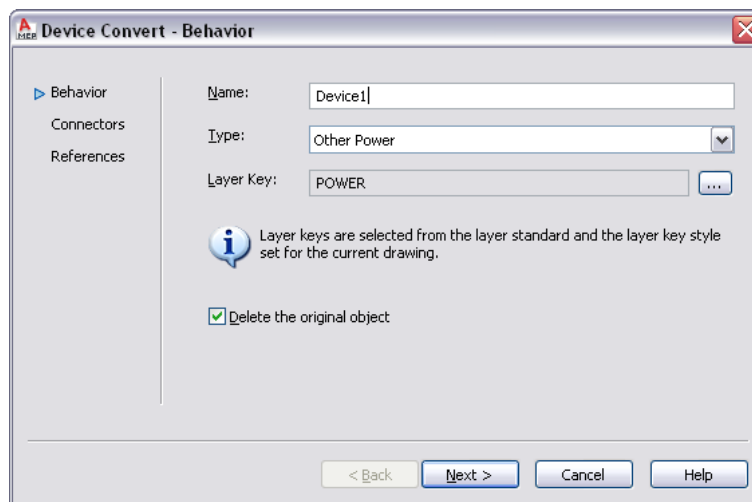 A MEP Device Convert - Behavior
Behavior
Connectors
References
Name: Device1
Type: Other Power
Layer Key: POWER ...
Layer keys are selected from the layer standard and the layer key style
set for the current drawing.
Delete the original object
< Back Next > Cancel Help